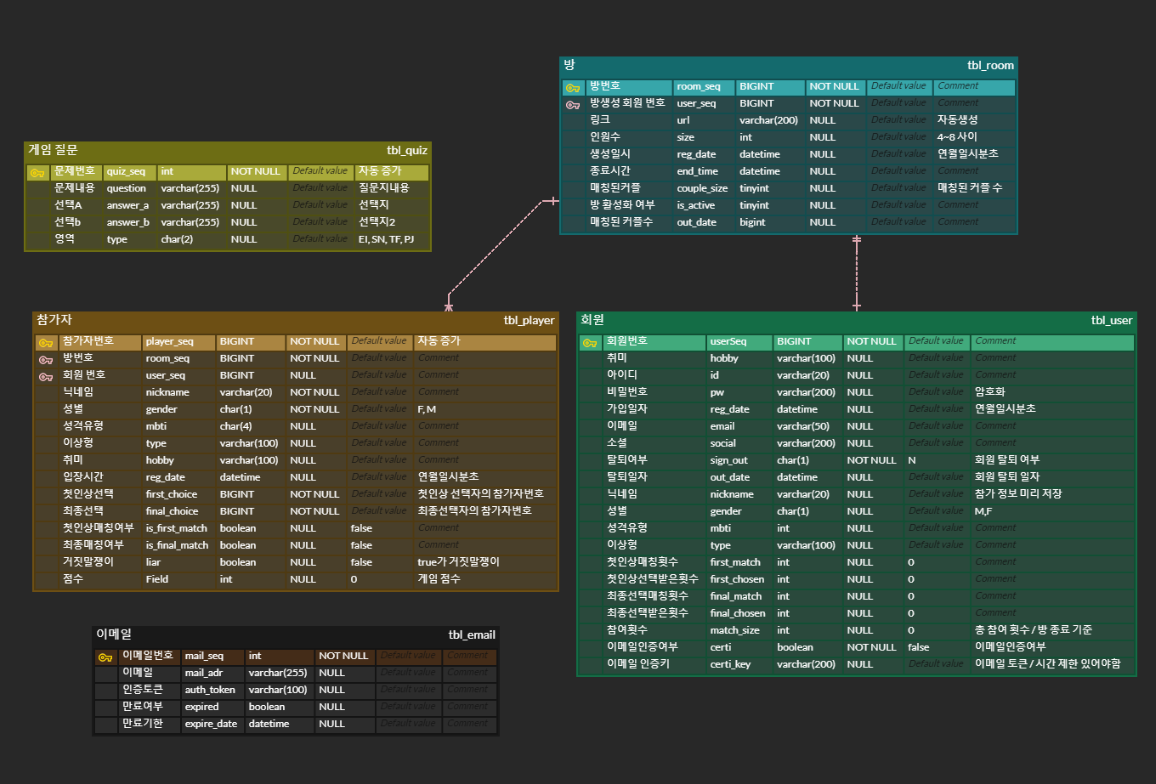 방 tbl_room
방번호 room_seq BIGINT NOT NULL Default value Comment
방생성 회원 번호 user_seq BIGINT NOT NULL Default value Comment
링크 url varchar(200) NULL Default value 자동생성
인원수 size int NULL Default value 4~8 사이
생성일시 reg_date datetime NULL Default value 연월일시분초
종료시간 end_time datetime NULL Default value Comment
매칭된커플 couple_size tinyint NULL Default value 매칭된 커플 수
방 활성화 여부 is_active tinyint NULL Default value Comment
매칭된 커플수 out_date bigint NULL Default value Comment
게임 질문 tbl_quiz
문제번호 quiz_seq int NOT NULL Default value 자동 증가
문제내용 question varchar(255) NULL Default value 질문지내용
선택A answer_a varchar(255) NULL Default value 선택지
선택b answer_b varchar(255) NULL Default value 선택지2
영역 type char(2) NULL Default value EI, SN, TF, PJ
참가자 tbl_player
참가자번호 player_seq BIGINT NOT NULL Default value 자동 증가
방번호 room_seq BIGINT NOT NULL Default value Comment
회원 번호 user_seq BIGINT NULL Default value Comment
닉네임 nickname varchar(20) NOT NULL Default value Comment
성별 gender char(1) NOT NULL Default value F, M
성격유형 mbti char(4) NULL Default value Comment
이상형 type varchar(100) NULL Default value Comment
취미 hobby varchar(100) NULL Default value Comment
입장시간 reg_date datetime NULL Default value 연월일시분초
첫인상선택 first_choice BIGINT NOT NULL Default value 첫인상 선택자의 참가자번호
최종선택 final_choice BIGINT NOT NULL Default value 최종선택자의 참가자번호
첫인상매칭여부 is_first_match boolean NULL false Comment
최종매칭여부 is_final_match boolean NULL false Comment
거짓말쟁이 liar boolean NULL false true가 거짓말쟁이
점수 Field int NULL 0 게임 점수
회원 tbl_user
회원번호 userSeq BIGINT NOT NULL Default value Comment
취미 hobby varchar(100) NULL Default value Comment
아이디 id varchar(20) NULL Default value Comment
비밀번호 pw varchar(200) NULL Default value 암호화
가입일자 reg_date datetime NULL Default value 연월일시분초
이메일 email varchar(50) NULL Default value Comment
소셜 social varchar(200) NULL Default value Comment
탈퇴여부 sign_out char(1) NOT NULL N 회원 탈퇴 여부
탈퇴일자 out_date datetime NULL Default value 회원 탈퇴 일자
닉네임 nickname varchar(20) NULL Default value 참가 정보 미리 저장
성별 gender char(1) NULL Default value M,F
성격유형 mbti int NULL Default value Comment
이상형 type varchar(100) NULL Default value Comment
첫인상매칭횟수 first_match int NULL 0 Comment
첫인상선택받은횟수 first_chosen int NULL 0 Comment
최종선택매칭횟수 final_match int NULL 0 Comment
최종선택받은횟수 final_chosen int NULL 0 Comment
참여횟수 match_size int NULL 0 총 참여 횟수 / 방 종료 기준
이메일인증여부 certi boolean NOT NULL false 이메일인증여부
이메일 인증키 certi_key varchar(200) NULL Default value 이메일 토큰 / 시간 제한 있어야함
이메일 tbl_email
이메일번호 mail_seq int NOT NULL Default value Comment
이메일 mail_adr varchar(255) NULL Default value Comment
인증토큰 auth_token varchar(100) NULL Default value Comment
만료여부 expired boolean NULL Default value Comment
만료기한 expire_date datetime NULL Default value Comment